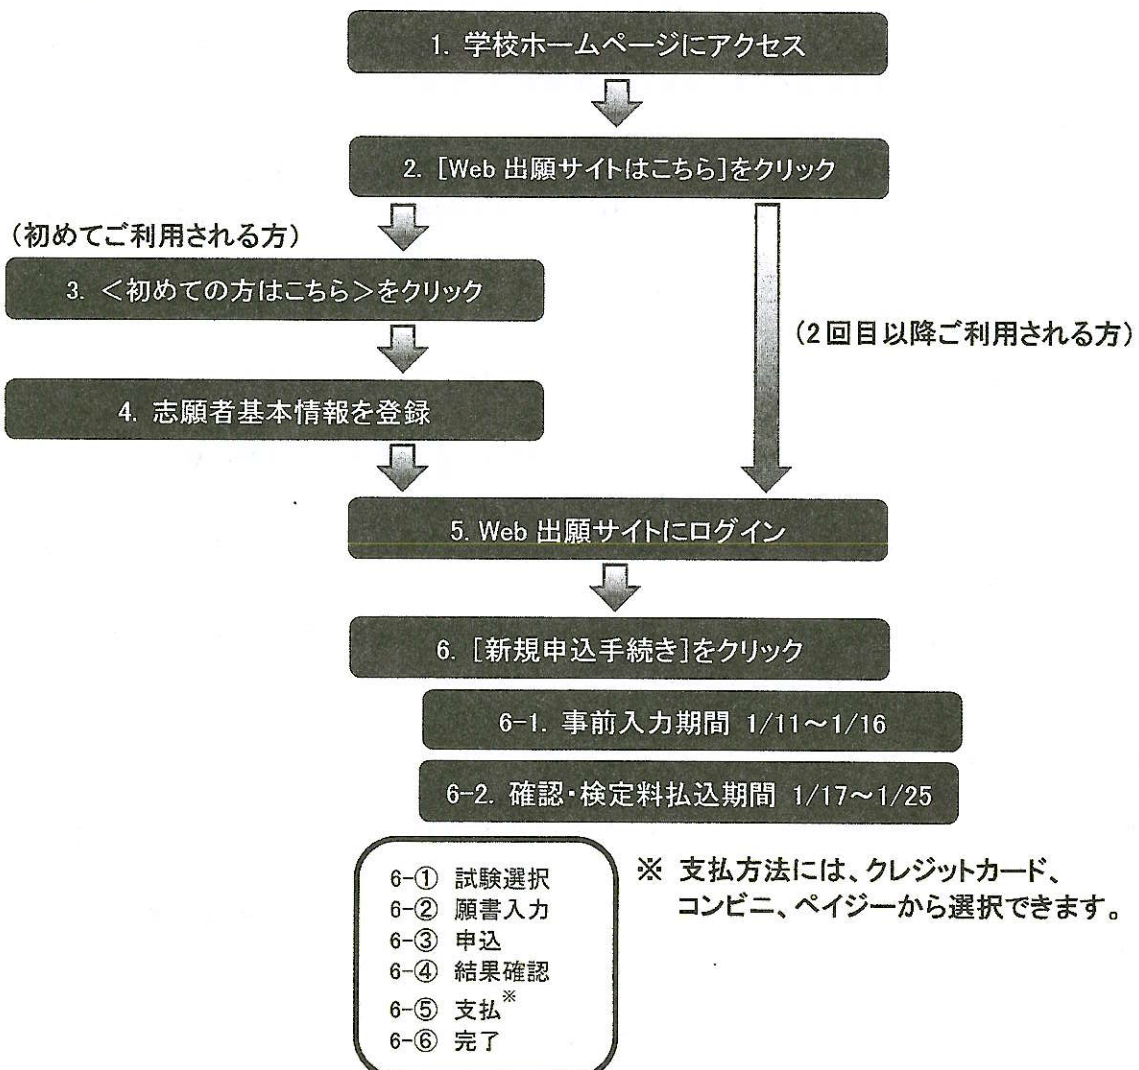 1. 学校ホームページにアクセス
2. [Web 出願サイトはこちら]をクリック
(初めてご利用される方)
3. <初めての方はこちら>をクリック
(2回目以降ご利用される方)
4. 志願者基本情報を登録
5. Web 出願サイトにログイン
6. [新規申込手続き]をクリック
6-1. 事前入力期間 1/11~1/16
6-2. 確認・検定料払込期間 1/17~1/25
6-① 試験選択
6-② 願書入力
6-③ 申込
6-④ 結果確認
6-⑤ 支払※
6-⑥ 完了
※ 支払方法には、クレジットカード、
コンビニ、ペイジーから選択できます。